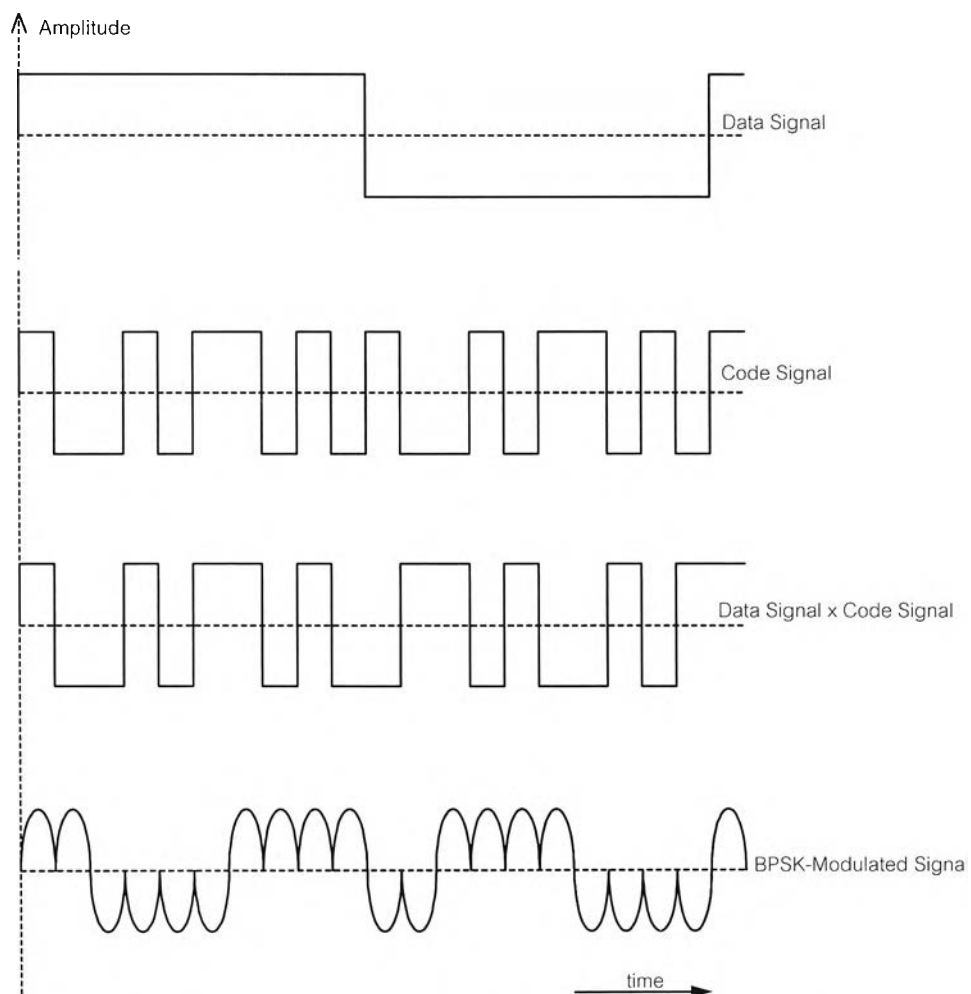 Amplitude
Data Signal
Code Signal
Data Signal x Code Signal
BPSK-Modulated Signal
time